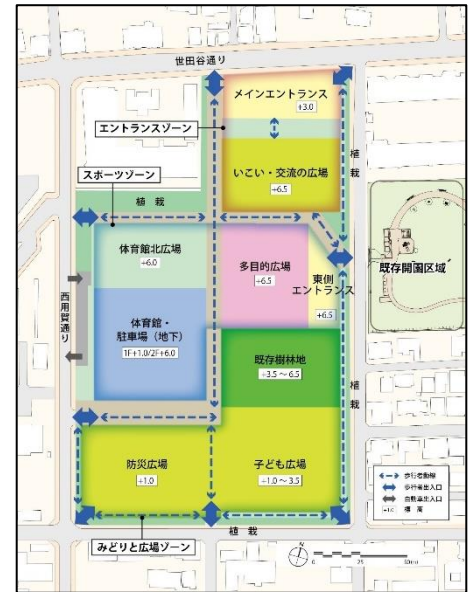 世田谷通り
メインエントランス
+3.0
エントランスゾーン
いこい・交流の広場
+6.5
スポーツゾーン
植栽
植栽
体育館北広場
+6.0
多目的広場
+6.5
東側
エントランス
+6.5
既存開園区域
西用賀通り
体育館・
駐車場(地下)
1F+1.0/2F+6.0
既存樹林地
+3.5～6.5
植栽
防災広場
+1.0
子ども広場
+1.0～3.5
歩行者動線
歩行者出入口
自動車出入口
標高
植栽
みどりと広場ゾーン
0
25
50(m)